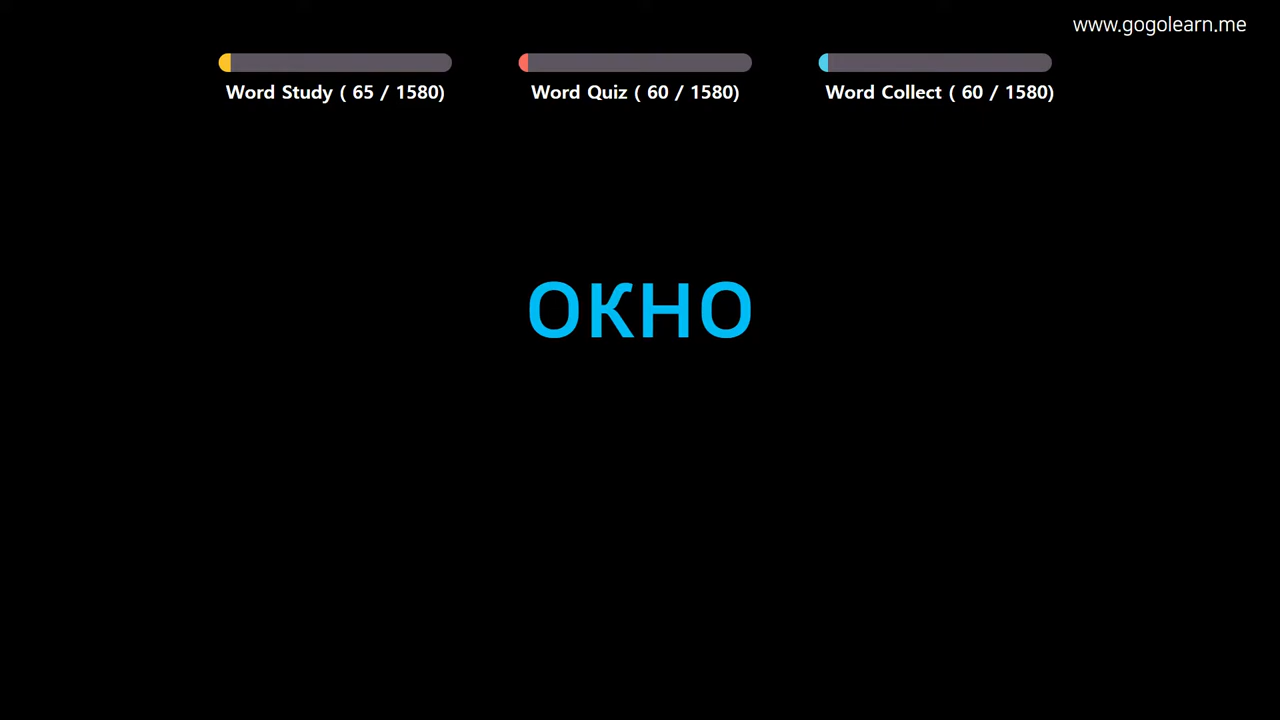 www.gogolearn.me
Word Study ( 65 / 1580)
Word Quiz ( 60 / 1580)
Word Collect ( 60 / 1580)
окно